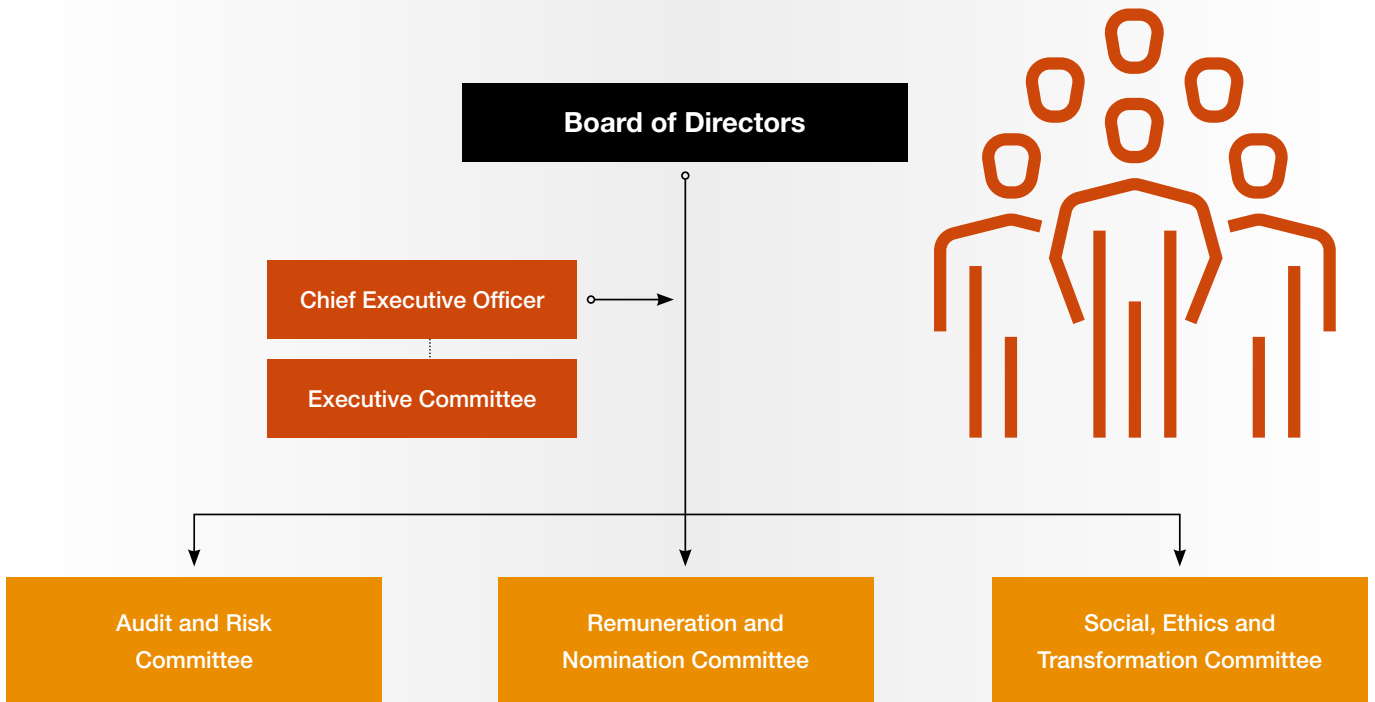 Board of Directors
Chief Executive Officer
Executive Committee
Audit and Risk
Committee
Remuneration and
Nomination Committee
Social, Ethics and
Transformation Committee